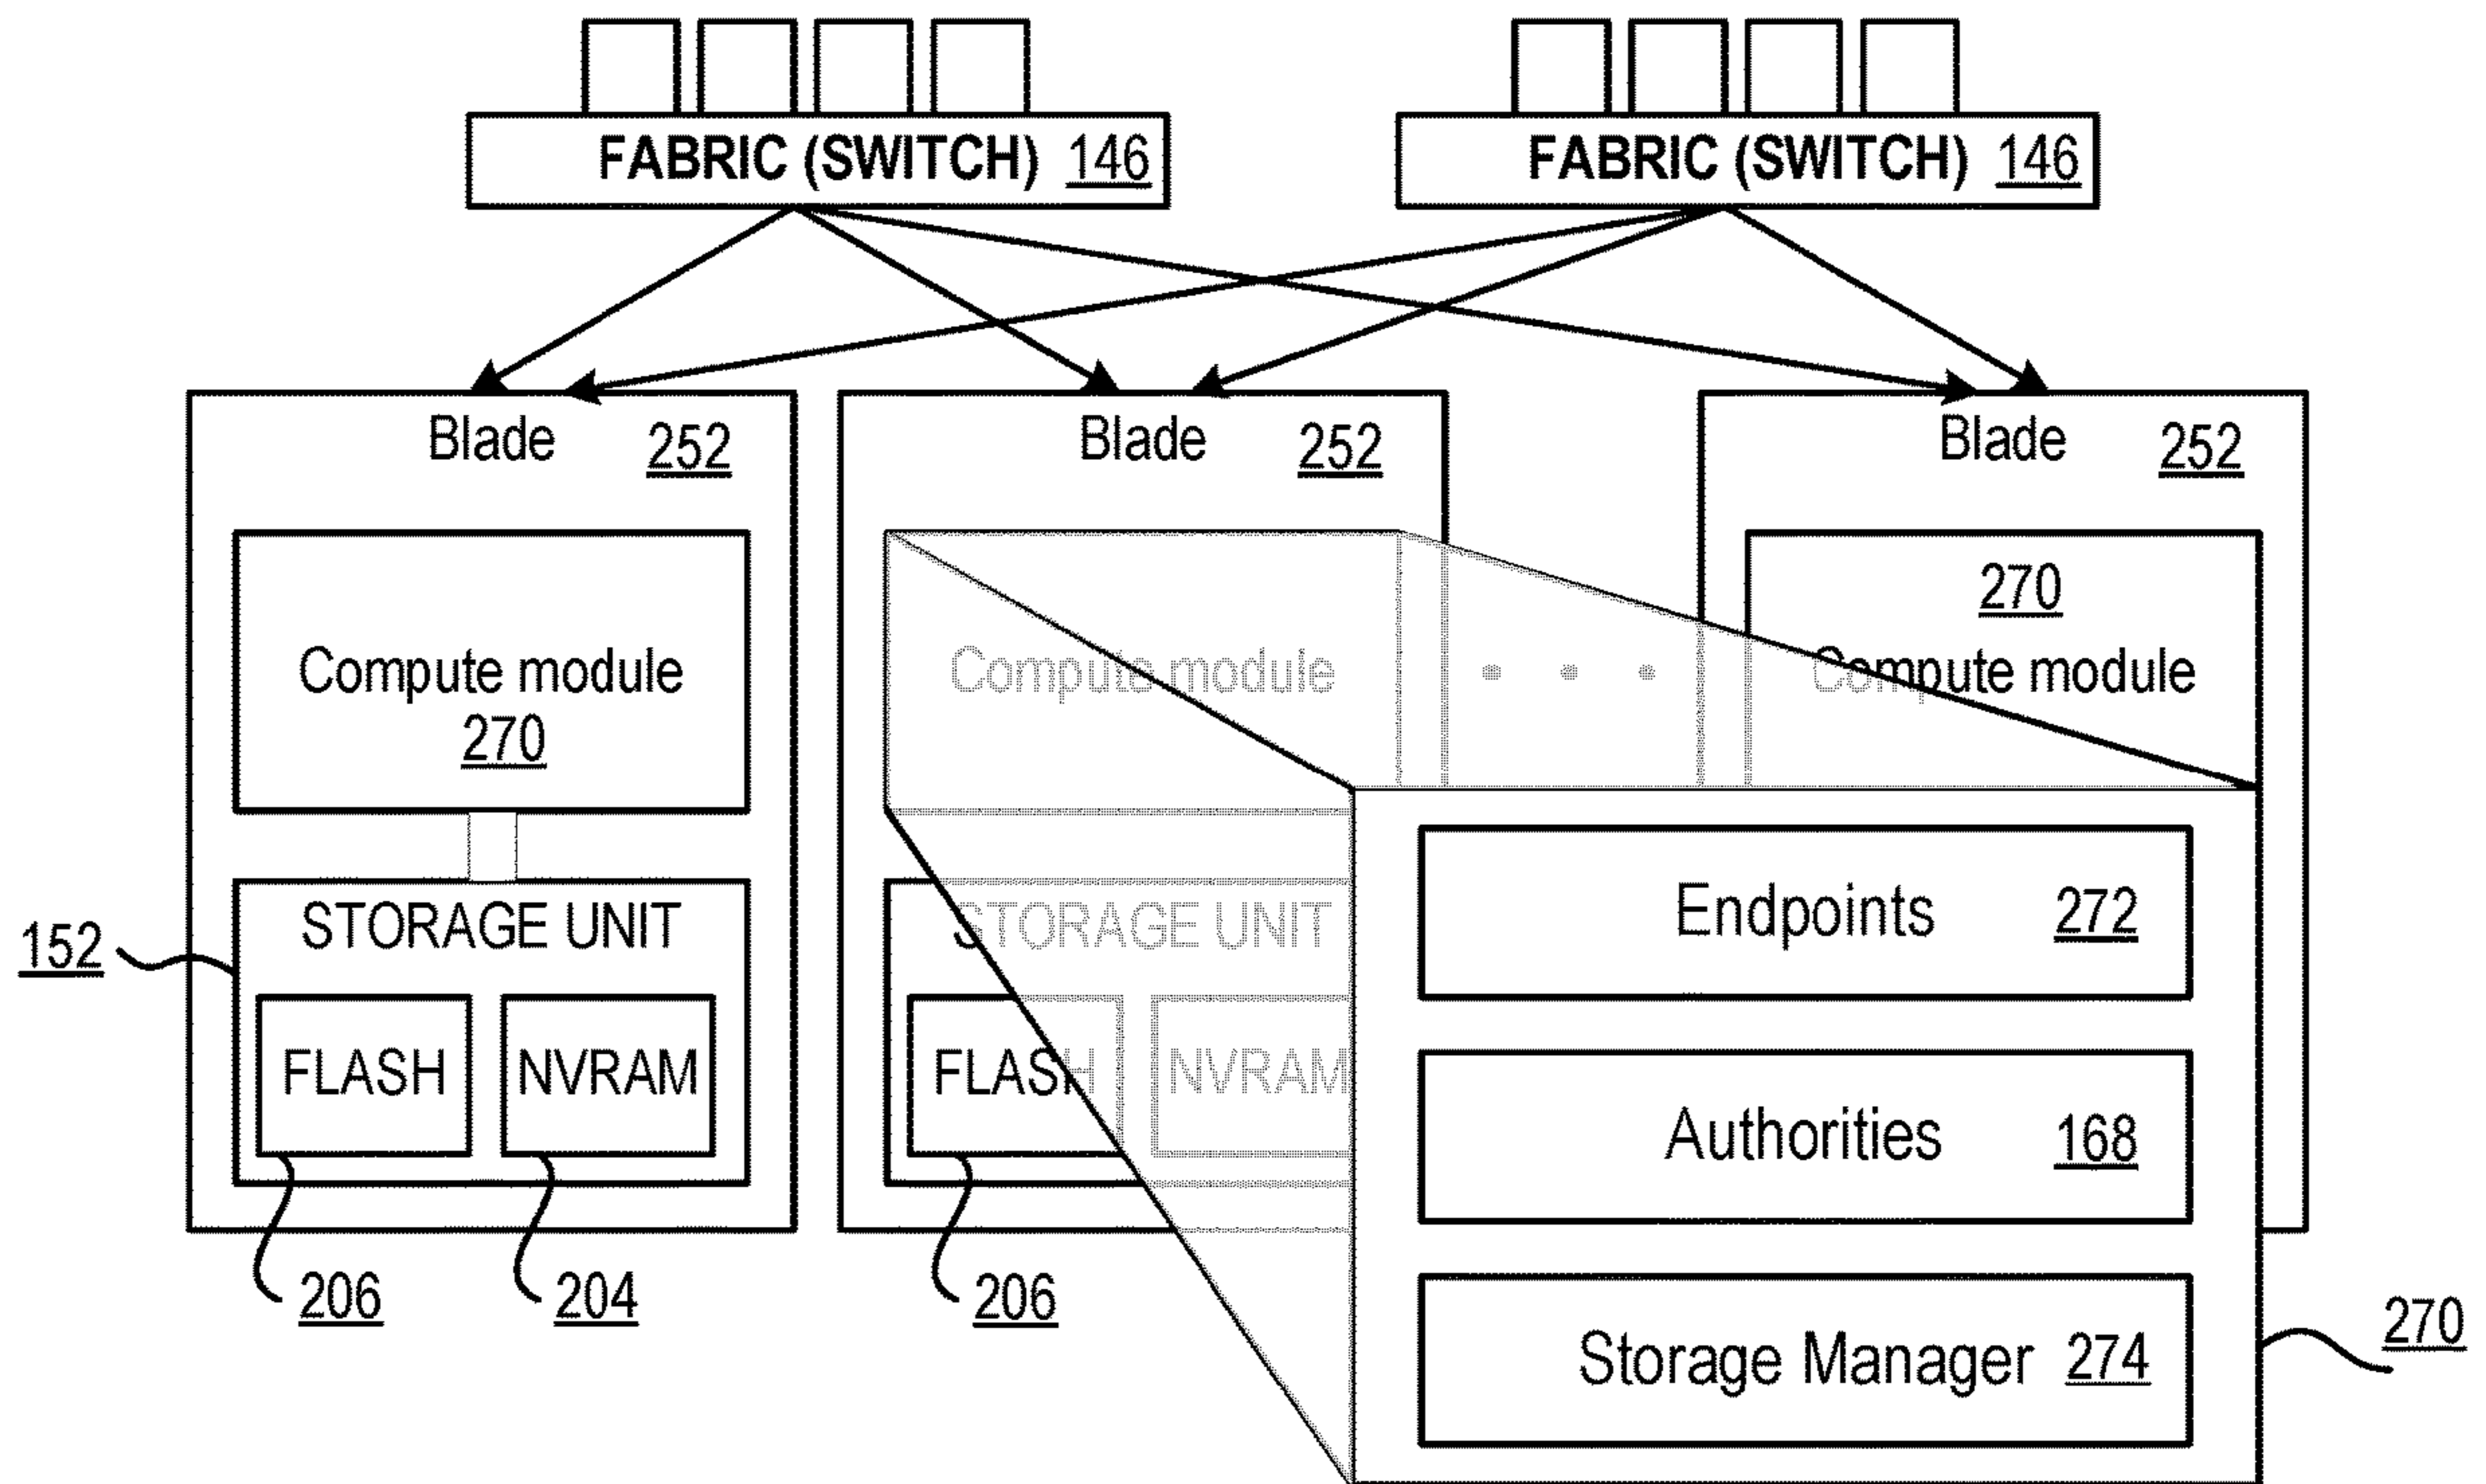 FABRIC (SWITCH) 146
FABRIC (SWITCH) 146
Blade 252
Blade 252
Blade 252
Compute module
270
Compute module
270
Compute module
152
STORAGE UNIT
FLASH
NVRAM
206
204
STORAGE UNIT
FLASH
NVRAM
206
Endpoints 272
Authorities 168
Storage Manager 274
270